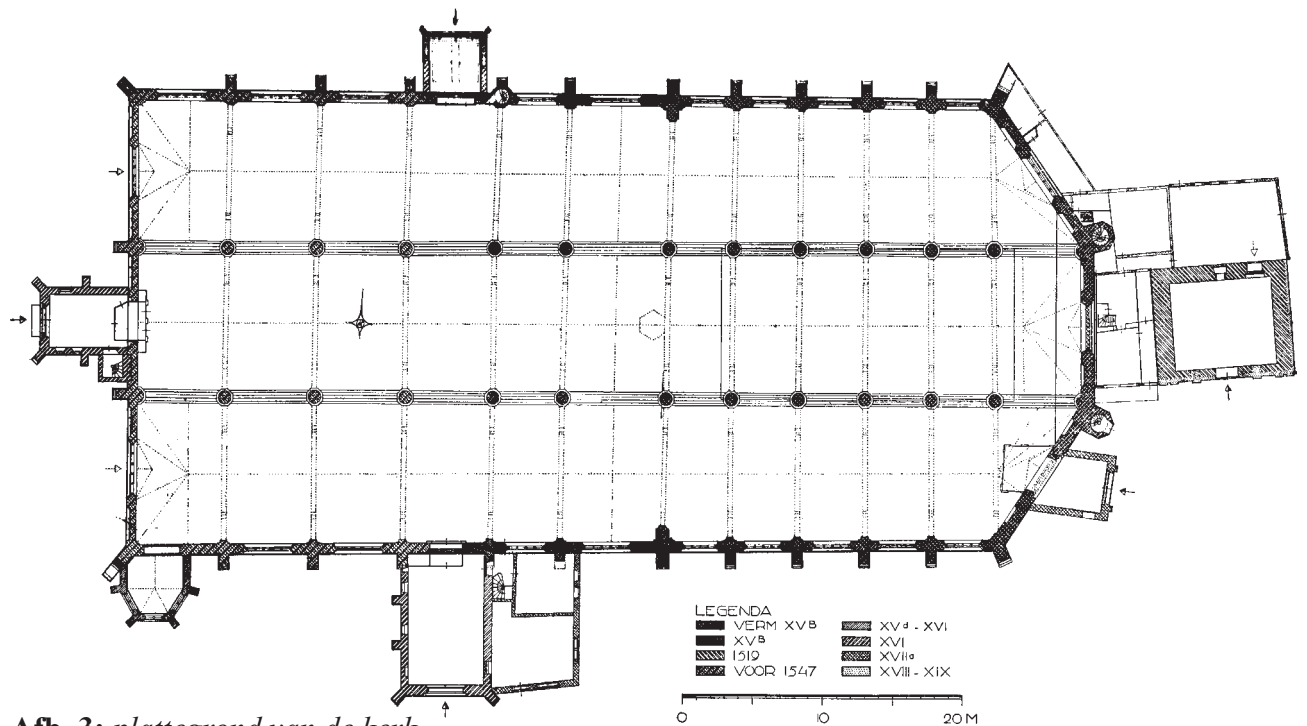 LEGENDA
VERM XVᴮ
XVᴮ
1519
VOOR 1547
XVᵈ - XVI
XVI
XVIIᵃ
XVIII - XIX
0 10 20 M
Afb. 3: plattegrond van de kerk